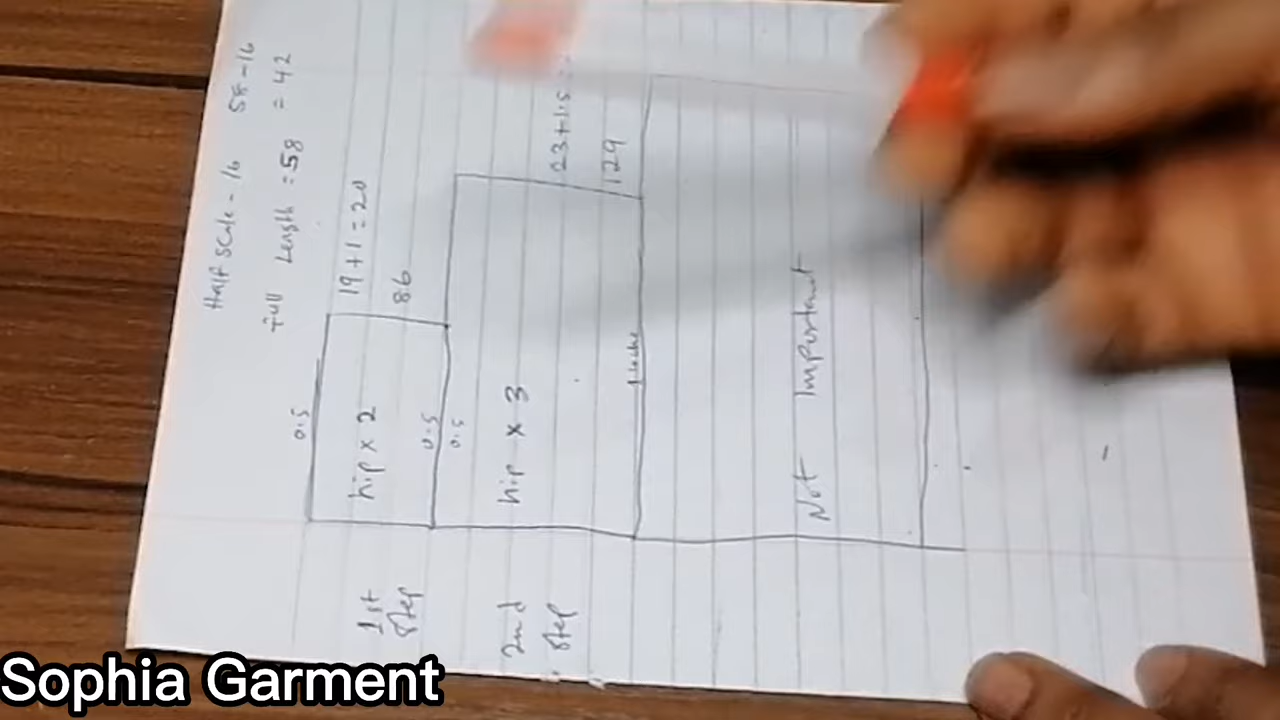 Half Scale - 16
58-16
Full Length = 58
= 42
0.5
hip x 2
19+1=20
86
0.5
0.5
hip x 3
23+1.5
129
Not Important
1st
Step
2nd
Step
Sophia Garment